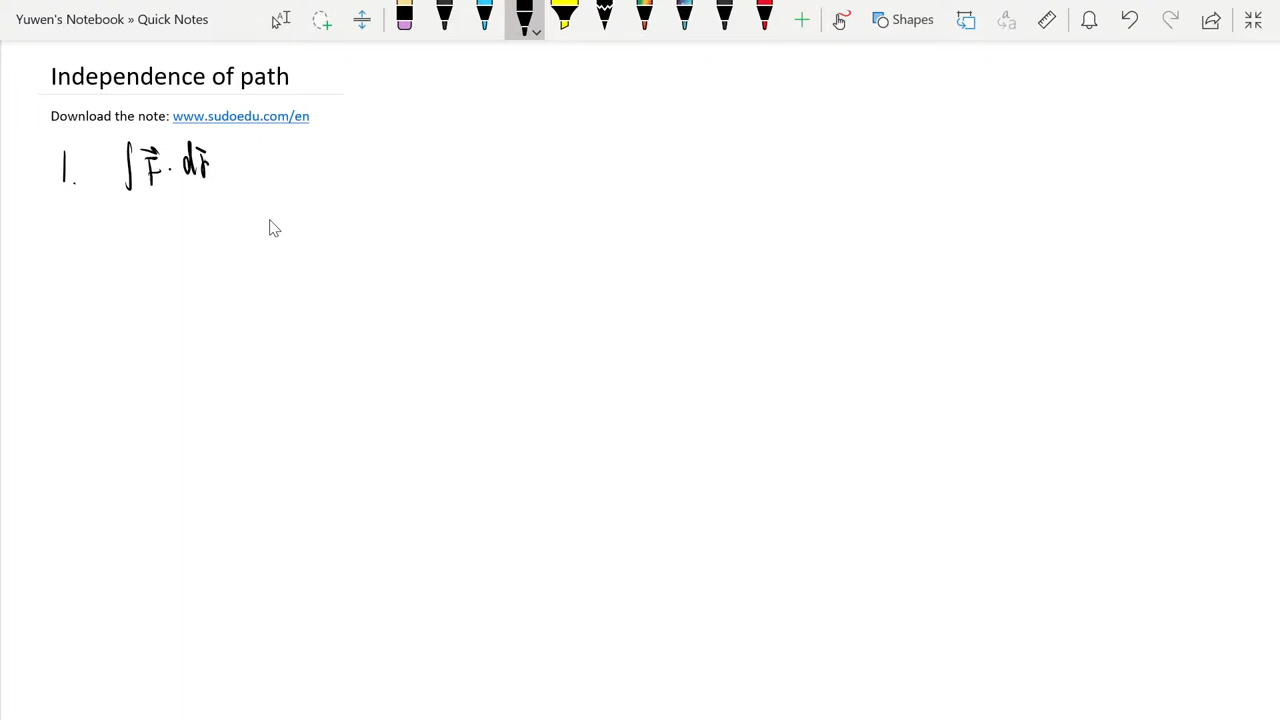 Yuwen's Notebook » Quick Notes
Shapes
Independence of path
Download the note: www.sudoedu.com/en
1. ∫ F⃗ · dr⃗